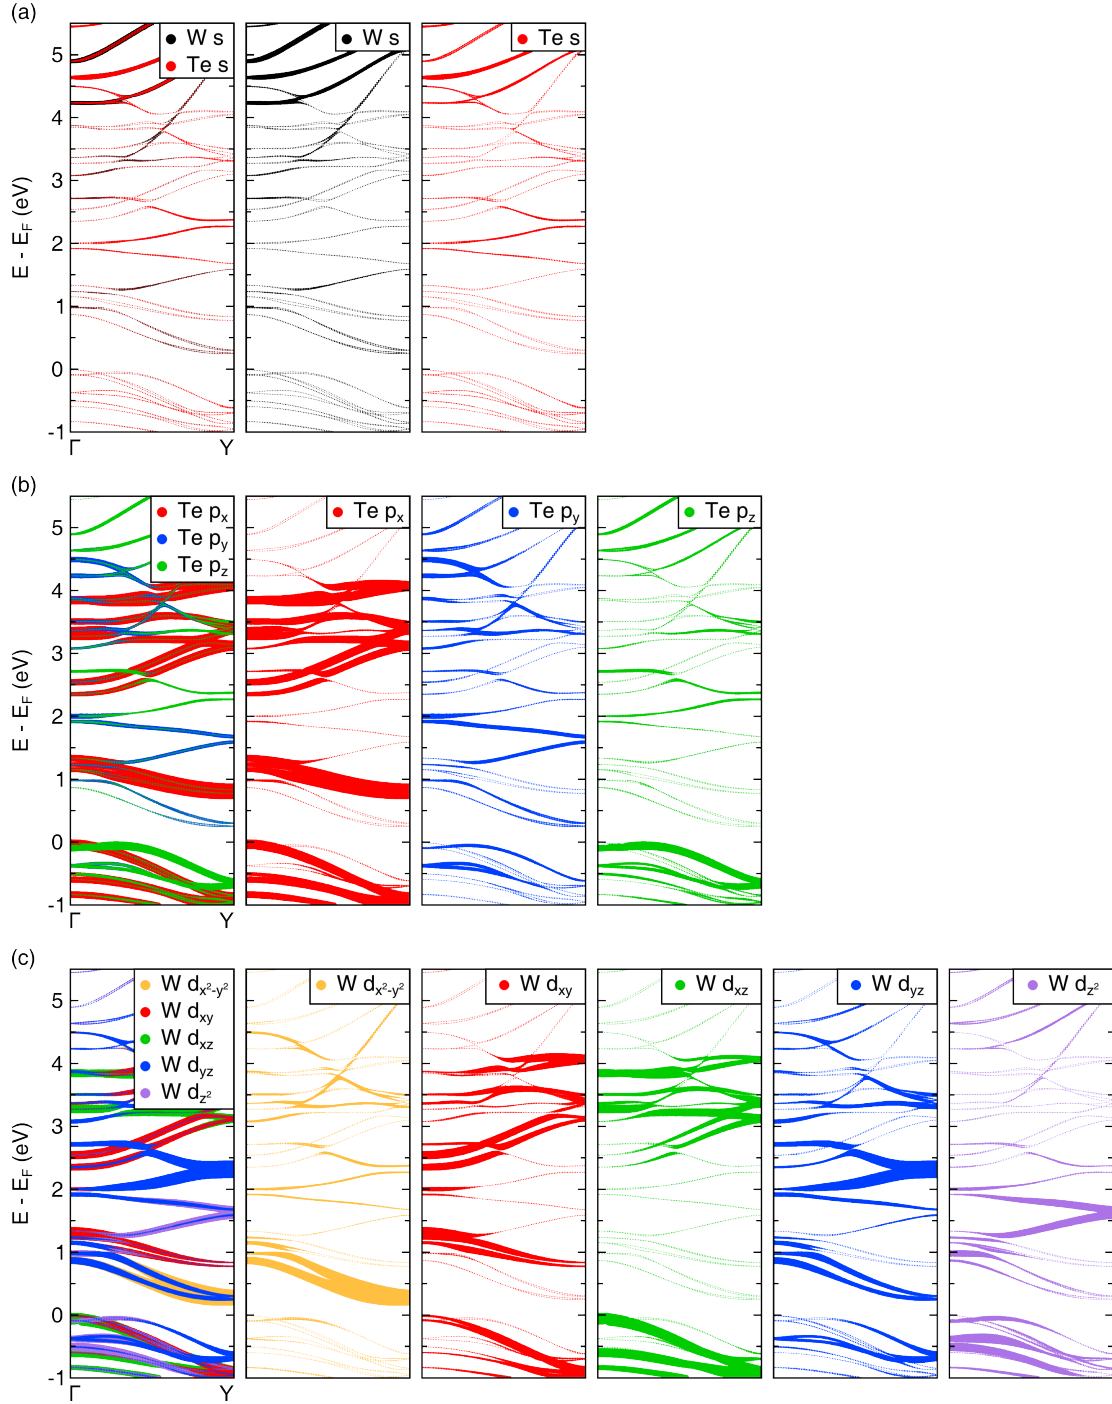 (a)
W s
Te s
W s
Te s
E - E_F (eV)
5
4
3
2
1
0
-1
Γ Y
(b)
Te p_x
Te p_y
Te p_z
Te p_x
Te p_y
Te p_z
E - E_F (eV)
5
4
3
2
1
0
-1
Γ Y
(c)
W d_x²-y²
W d_xy
W d_xz
W d_yz
W d_z²
W d_x²-y²
W d_xy
W d_xz
W d_yz
W d_z²
E - E_F (eV)
5
4
3
2
1
0
-1
Γ Y